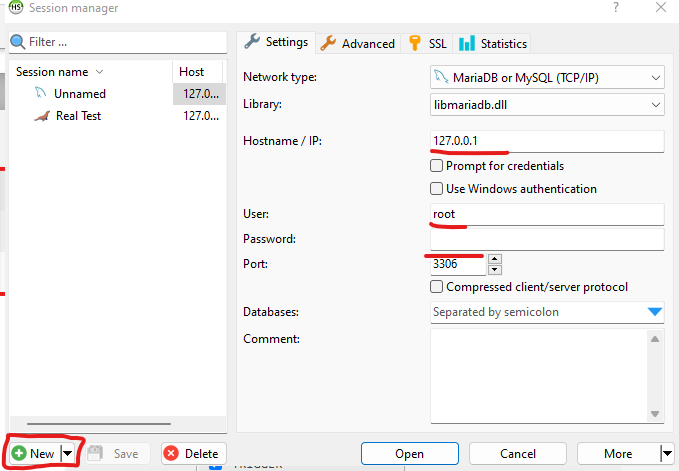 HS
Session manager
?
Filter ...
Session name
Host
Unnamed
127.0...
Real Test
127.0...
Settings
Advanced
SSL
Statistics
Network type:
MariaDB or MySQL (TCP/IP)
Library:
libmariadb.dll
Hostname / IP:
127.0.0.1
Prompt for credentials
Use Windows authentication
User:
root
Password:
Port:
3306
Compressed client/server protocol
Databases:
Separated by semicolon
Comment:
New
Save
Delete
Open
Cancel
More
TRIGGER